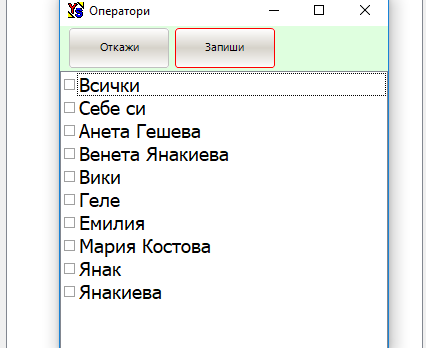 Оператори
Откажи Запиши
Всички
Себе си
Анета Гешева
Венета Янакиева
Вики
Геле
Емилия
Мария Костова
Янак
Янакиева